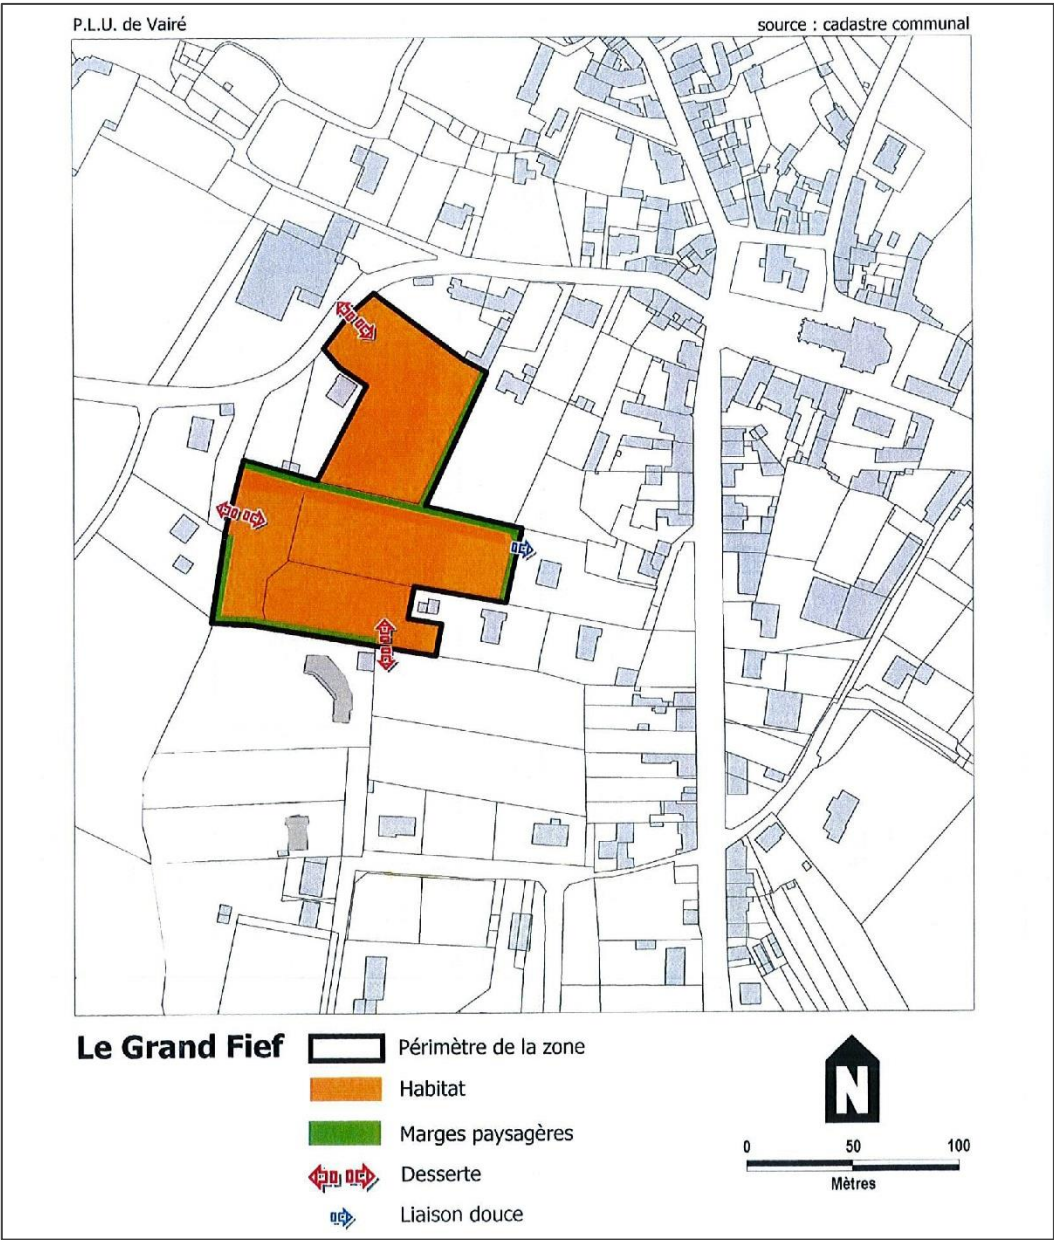 P.L.U. de Vairé
source : cadastre communal
Le Grand Fief
Périmètre de la zone
Habitat
Marges paysagères
Desserte
Liaison douce
N
0 50 100
Mètres